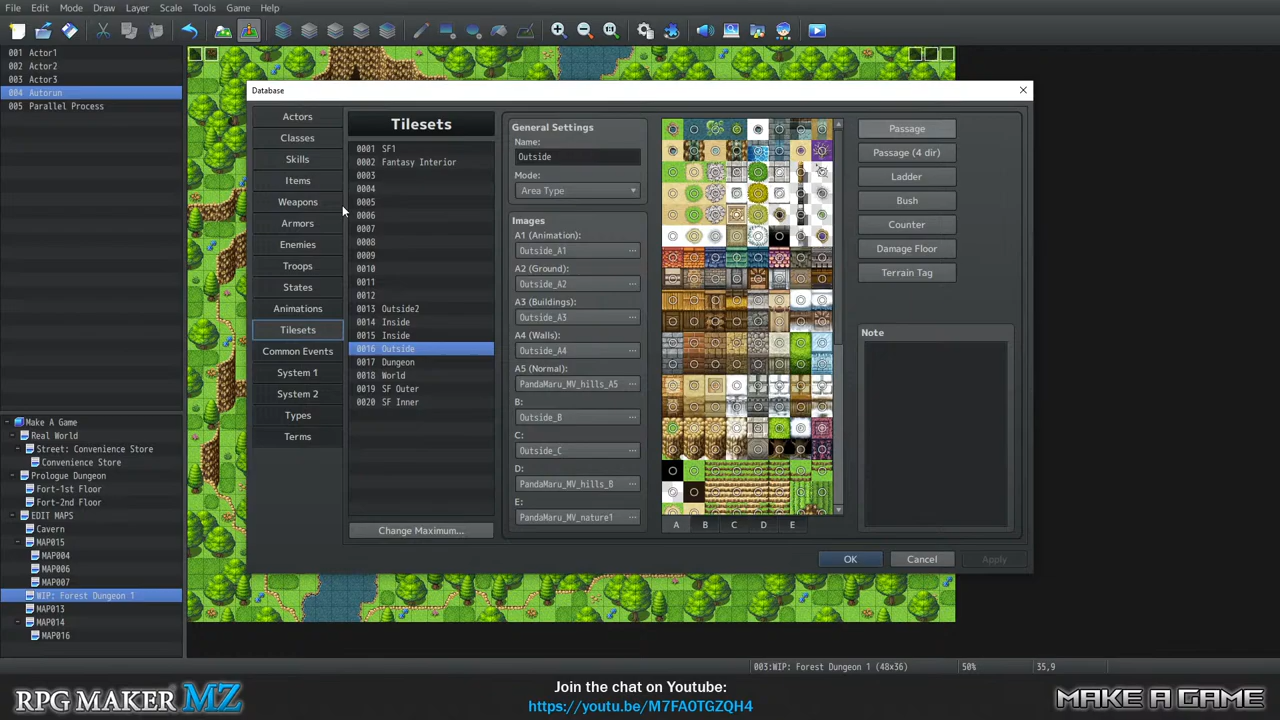 File Edit Mode Draw Layer Scale Tools Game Help
001 Actor1
002 Actor2
003 Actor3
004 Autorun
005 Parallel Process
Make A Game
Real World
Street: Convenience Store
Convenience Store
Prologue Dungeon
Fort-1st Floor
Fort-2nd Floor
EDIT MAPS
Cavern
MAP015
MAP004
MAP006
MAP007
WIP: Forest Dungeon 1
MAP013
MAP014
MAP016
Database
Actors
Classes
Skills
Items
Weapons
Armors
Enemies
Troops
States
Animations
Tilesets
Common Events
System 1
System 2
Types
Terms
Tilesets
0001 SF1
0002 Fantasy Interior
0003
0004
0005
0006
0007
0008
0009
0010
0011
0012
0013 Outside2
0014 Inside
0015 Inside
0016 Outside
0017 Dungeon
0018 World
0019 SF Outer
0020 SF Inner
Change Maximum...
General Settings
Name:
Outside
Mode:
Area Type
Images
A1 (Animation):
Outside_A1 ...
A2 (Ground):
Outside_A2 ...
A3 (Buildings):
Outside_A3 ...
A4 (Walls):
Outside_A4 ...
A5 (Normal):
PandaMaru_MV_hills_A5 ...
B:
Outside_B ...
C:
Outside_C ...
D:
PandaMaru_MV_hills_B ...
E:
PandaMaru_MV_nature1 ...
A B C D E
Passage
Passage (4 dir)
Ladder
Bush
Counter
Damage Floor
Terrain Tag
Note
OK Cancel Apply
003:WIP: Forest Dungeon 1 (48×36) 50% 35,9
RPG MAKER MZ
Join the chat on Youtube:
https://youtu.be/M7FA0TGZQH4
MAKE A GAME